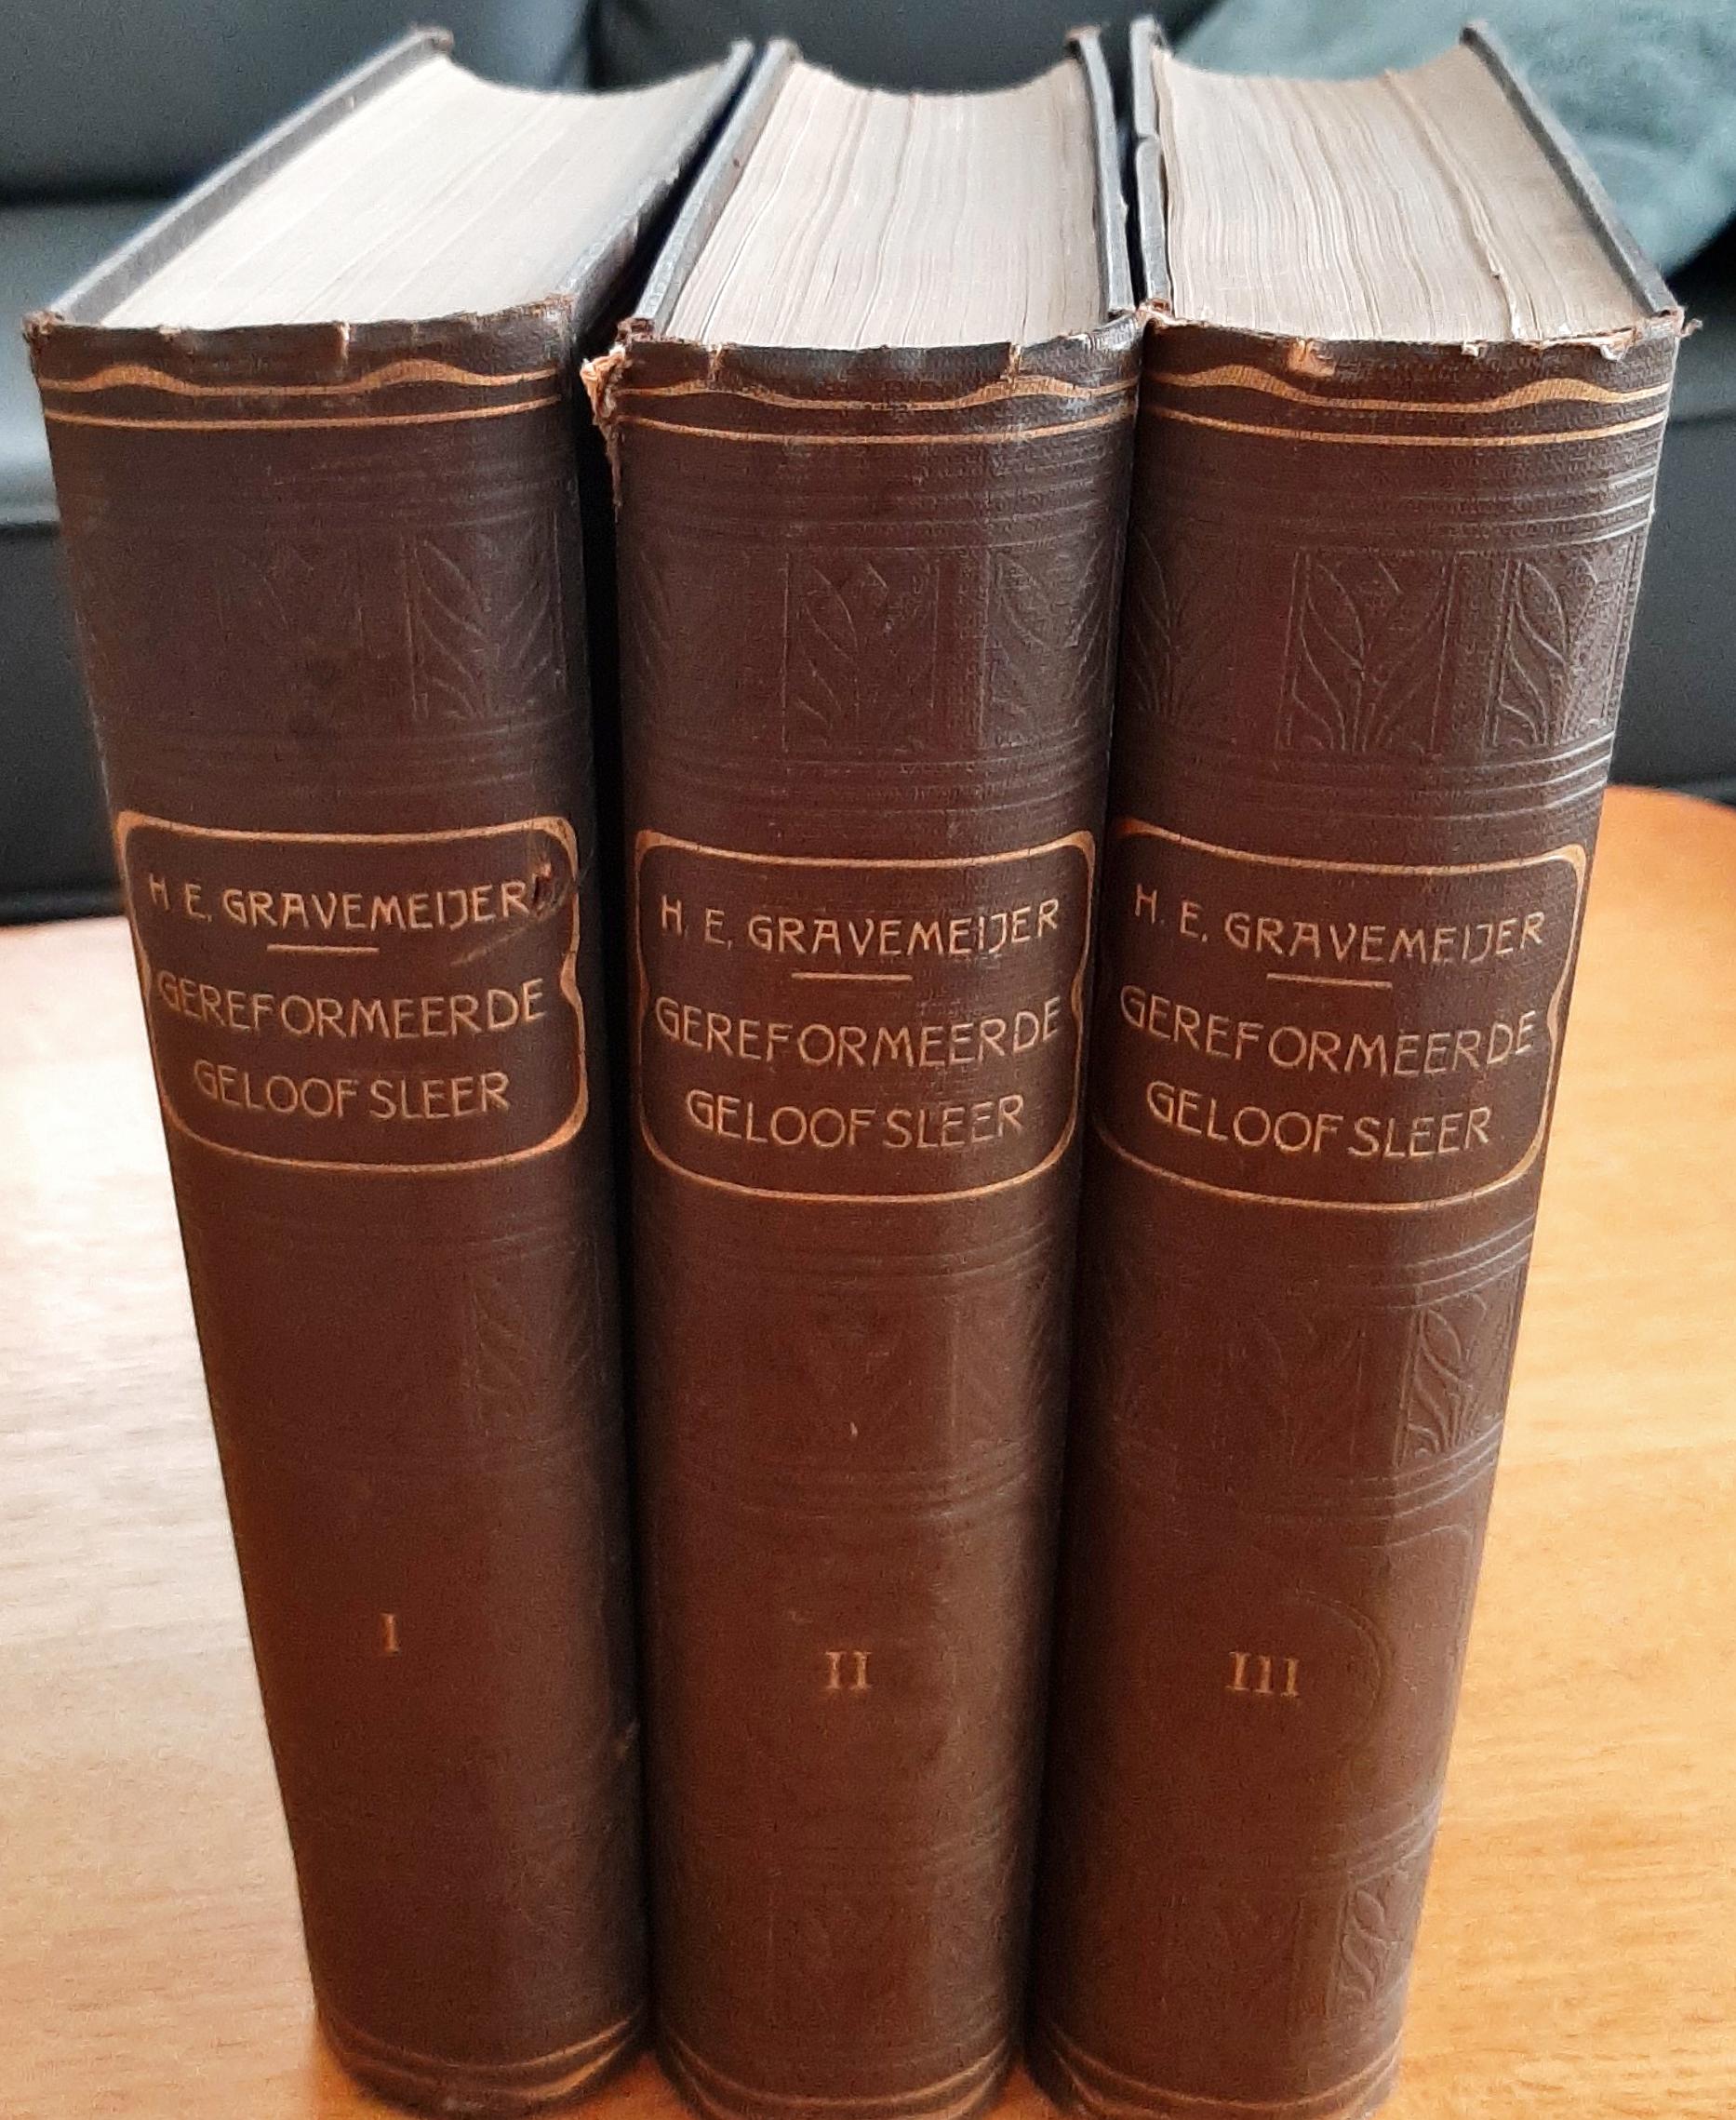 H. E. GRAVEMEIJER
GEREFORMEERDE
GELOOFSLEER
I
H. E. GRAVEMEIJER
GEREFORMEERDE
GELOOFSLEER
II
H. E. GRAVEMEIJER
GEREFORMEERDE
GELOOFSLEER
III